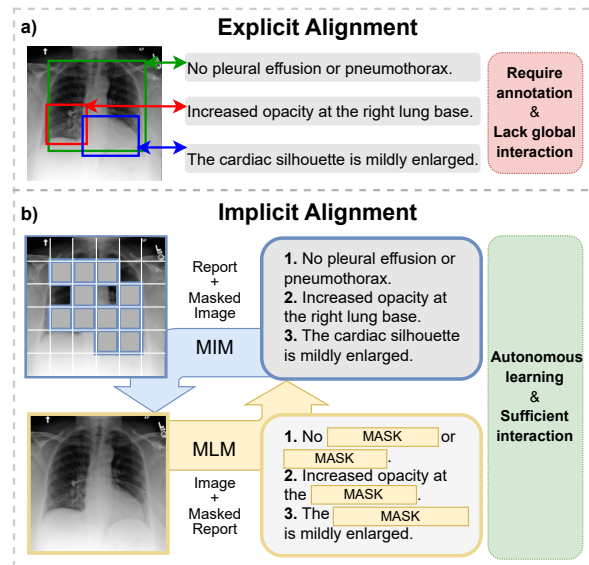 a)
Explicit Alignment
No pleural effusion or pneumothorax.
Increased opacity at the right lung base.
The cardiac silhouette is mildly enlarged.
Require
annotation
&
Lack global
interaction
b)
Implicit Alignment
Report
+
Masked
Image
MIM
1. No pleural effusion or
pneumothorax.
2. Increased opacity at
the right lung base.
3. The cardiac silhouette
is mildly enlarged.
MLM
Image
+
Masked
Report
1. No MASK or
MASK .
2. Increased opacity at
the MASK .
3. The MASK
is mildly enlarged.
Autonomous
learning
&
Sufficient
interaction